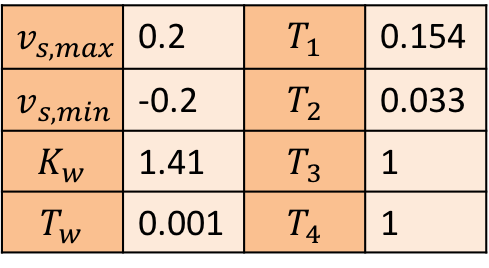 v_{s,max} 0.2 T_1 0.154
v_{s,min} -0.2 T_2 0.033
K_w 1.41 T_3 1
T_w 0.001 T_4 1